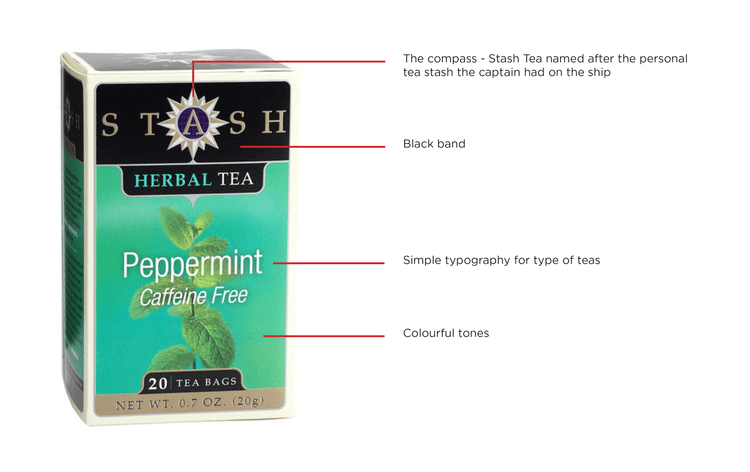 The compass - Stash Tea named after the personal
tea stash the captain had on the ship
STASH
Black band
HERBAL TEA
Peppermint
Simple typography for type of teas
Caffeine Free
Colourful tones
20 | TEA BAGS
NET WT. 0.7 OZ. (20g)